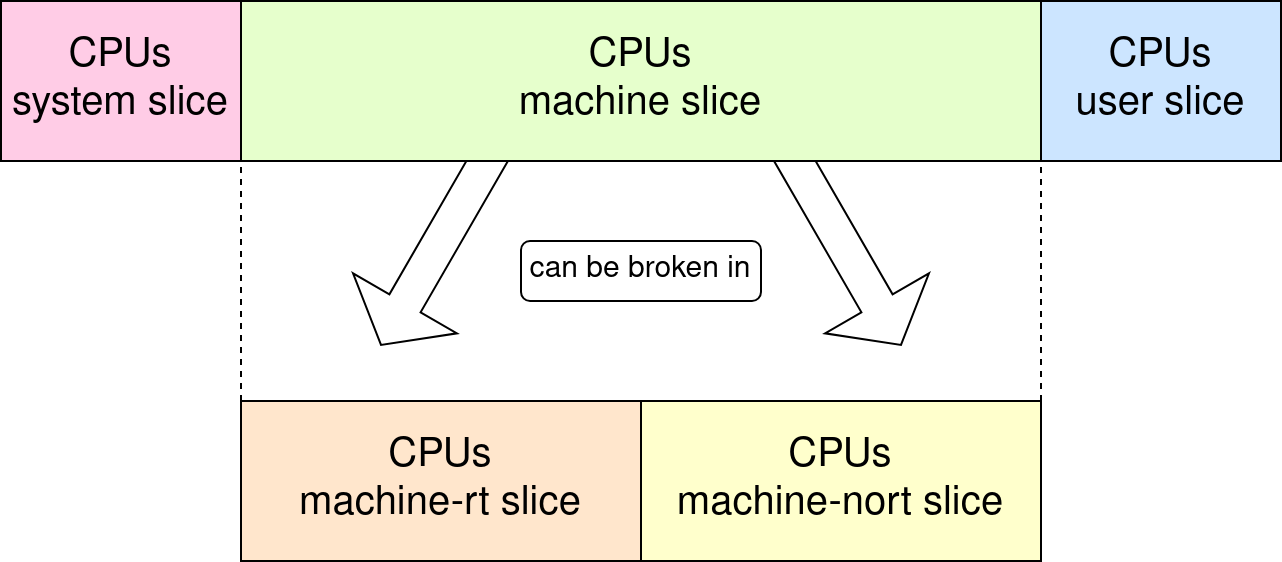 CPUs
system slice
CPUs
machine slice
CPUs
user slice
can be broken in
CPUs
machine-rt slice
CPUs
machine-nort slice